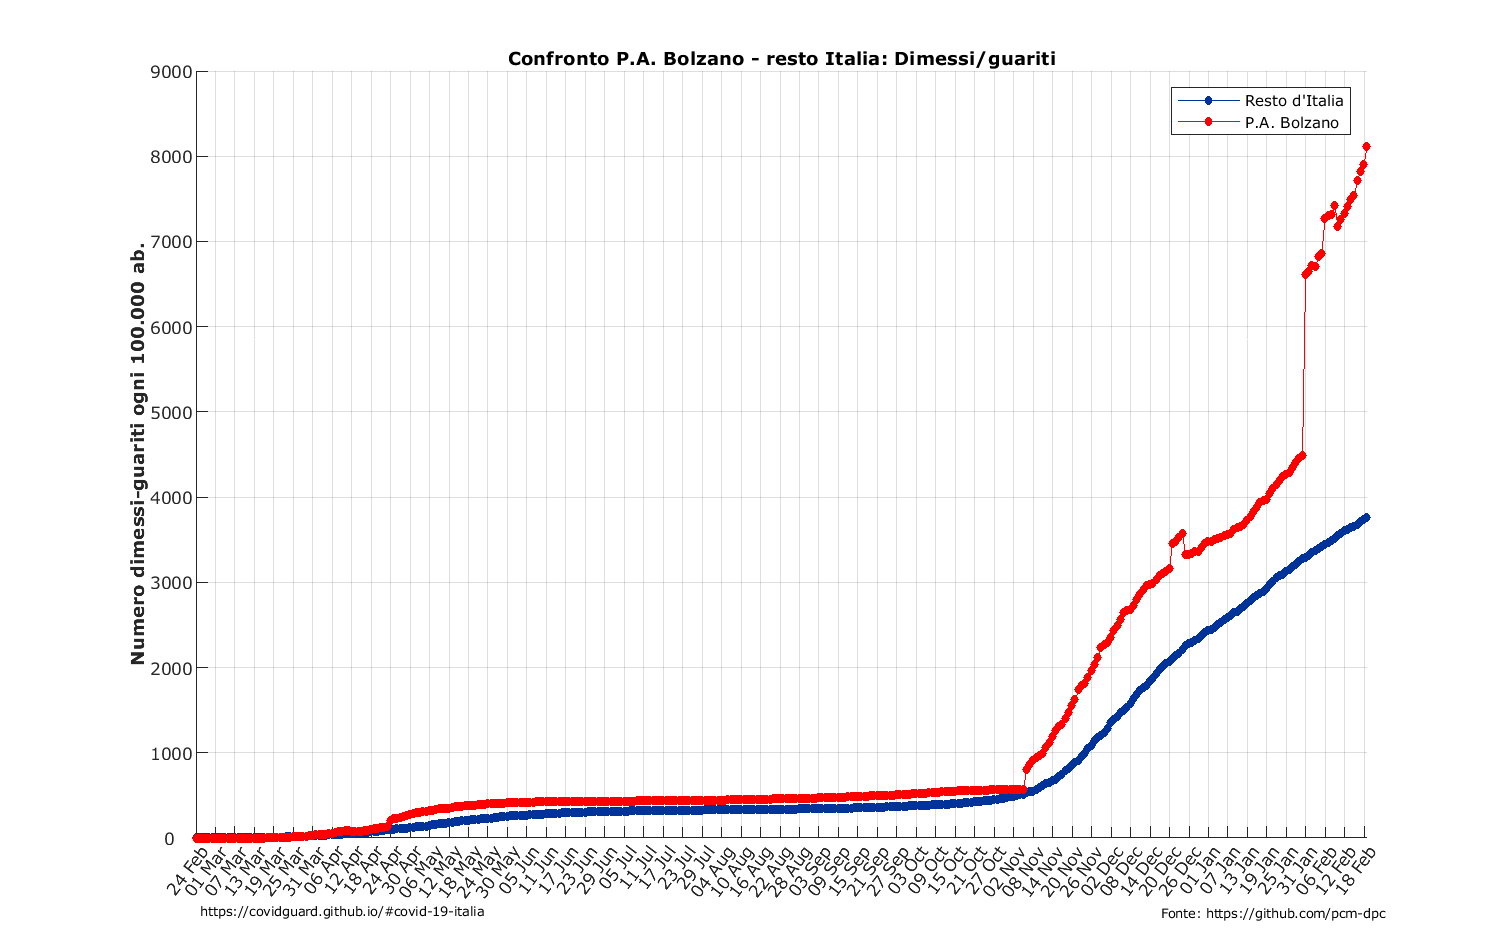 Confronto P.A. Bolzano - resto Italia: Dimessi/guariti
Resto d'Italia
P.A. Bolzano
Numero dimessi-guariti ogni 100.000 ab.
9000
8000
7000
6000
5000
4000
3000
2000
1000
0
24 Feb
01 Mar
07 Mar
13 Mar
19 Mar
25 Mar
31 Mar
06 Apr
12 Apr
18 Apr
24 Apr
30 Apr
06 May
12 May
18 May
24 May
30 May
05 Jun
11 Jun
17 Jun
23 Jun
29 Jun
05 Jul
11 Jul
17 Jul
23 Jul
29 Jul
04 Aug
10 Aug
16 Aug
22 Aug
28 Aug
03 Sep
09 Sep
15 Sep
21 Sep
27 Sep
03 Oct
09 Oct
15 Oct
21 Oct
27 Oct
02 Nov
08 Nov
14 Nov
20 Nov
26 Nov
02 Dec
08 Dec
14 Dec
20 Dec
26 Dec
01 Jan
07 Jan
13 Jan
19 Jan
25 Jan
31 Jan
06 Feb
12 Feb
18 Feb
https://covidguard.github.io/#covid-19-italia
Fonte: https://github.com/pcm-dpc